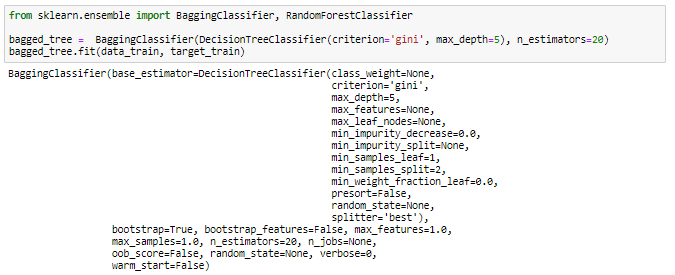 from sklearn.ensemble import BaggingClassifier, RandomForestClassifier
bagged_tree =  BaggingClassifier(DecisionTreeClassifier(criterion='gini', max_depth=5), n_estimators=20)
bagged_tree.fit(data_train, target_train)
BaggingClassifier(base_estimator=DecisionTreeClassifier(class_weight=None,
criterion='gini',
max_depth=5,
max_features=None,
max_leaf_nodes=None,
min_impurity_decrease=0.0,
min_impurity_split=None,
min_samples_leaf=1,
min_samples_split=2,
min_weight_fraction_leaf=0.0,
presort=False,
random_state=None,
splitter='best'),
bootstrap=True, bootstrap_features=False, max_features=1.0,
max_samples=1.0, n_estimators=20, n_jobs=None,
oob_score=False, random_state=None, verbose=0,
warm_start=False)